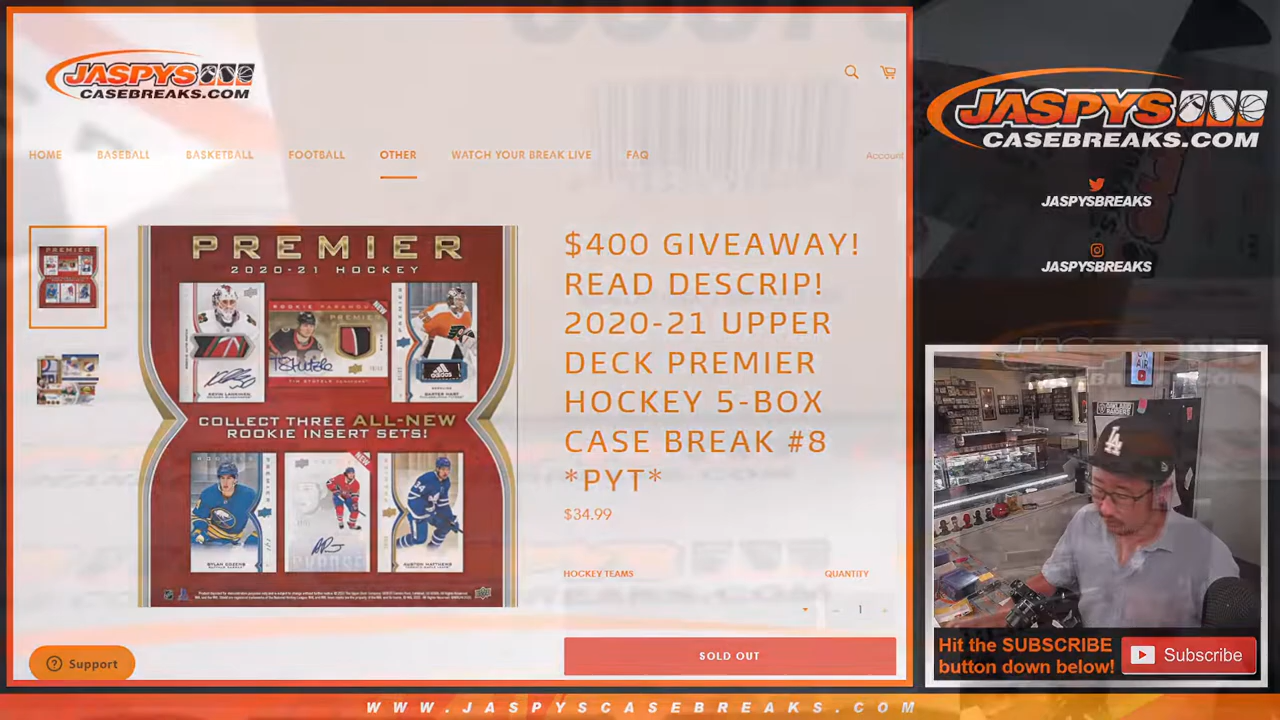 JASPYS
CASEBREAKS.COM
HOME BASEBALL BASKETBALL FOOTBALL OTHER WATCH YOUR BREAK LIVE FAQ Account
PREMIER
2020-21 HOCKEY
COLLECT THREE ALL-NEW
ROOKIE INSERT SETS!
$400 GIVEAWAY!
READ DESCRIP!
2020-21 UPPER
DECK PREMIER
HOCKEY 5-BOX
CASE BREAK #8
*PYT*
$34.99
HOCKEY TEAMS QUANTITY
1
SOLD OUT
Support
JASPYS
CASEBREAKS.COM
JASPYSBREAKS
JASPYSBREAKS
ON
AIR
LA
Hit the SUBSCRIBE
button down below!
Subscribe
WWW.JASPYSCASEBREAKS.COM